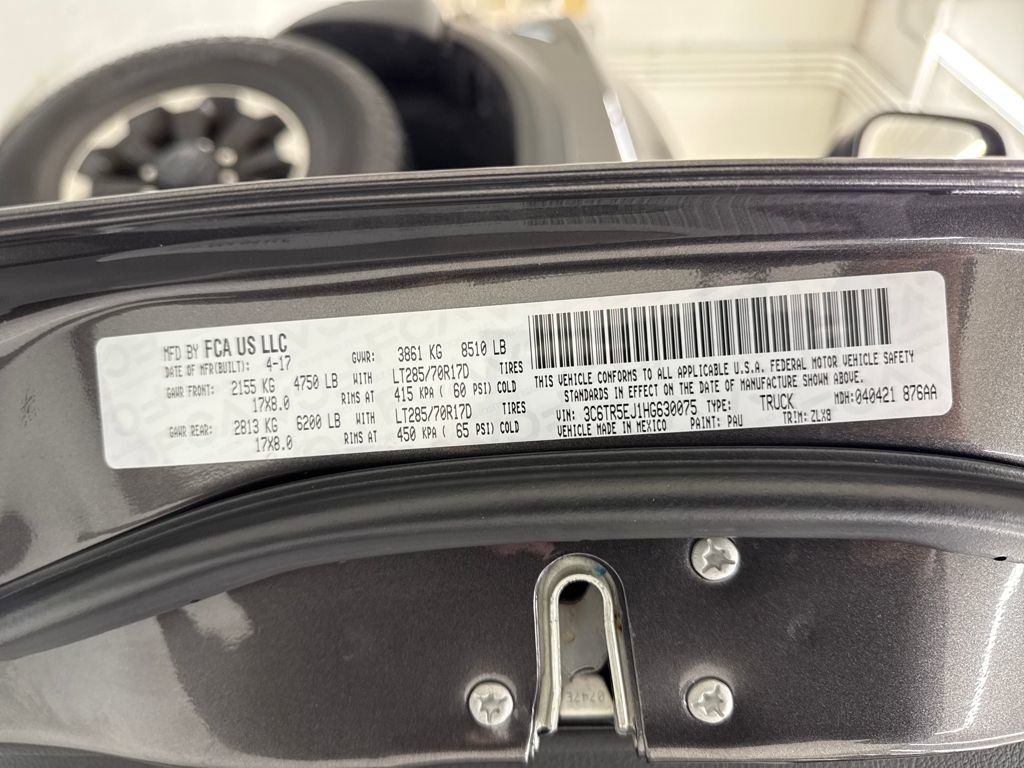 MFD BY FCA US LLC
DATE OF MFR(BUILT): 4-17 GVWR: 3861 KG 8510 LB
GAWR FRONT: 2155 KG 4750 LB WITH LT285/70R17D TIRES
17X8.0 RIMS AT 415 KPA ( 60 PSI) COLD
GAWR REAR: 2813 KG 6200 LB WITH LT285/70R17D TIRES
17X8.0 RIMS AT 450 KPA ( 65 PSI) COLD
THIS VEHICLE CONFORMS TO ALL APPLICABLE U.S.A. FEDERAL MOTOR VEHICLE SAFETY
STANDARDS IN EFFECT ON THE DATE OF MANUFACTURE SHOWN ABOVE.
VIN: 3C6TR5EJ1HG630075 TYPE: TRUCK MDH: 040421 876AA
VEHICLE MADE IN MEXICO PAINT: PAU TRIM: ZLX8